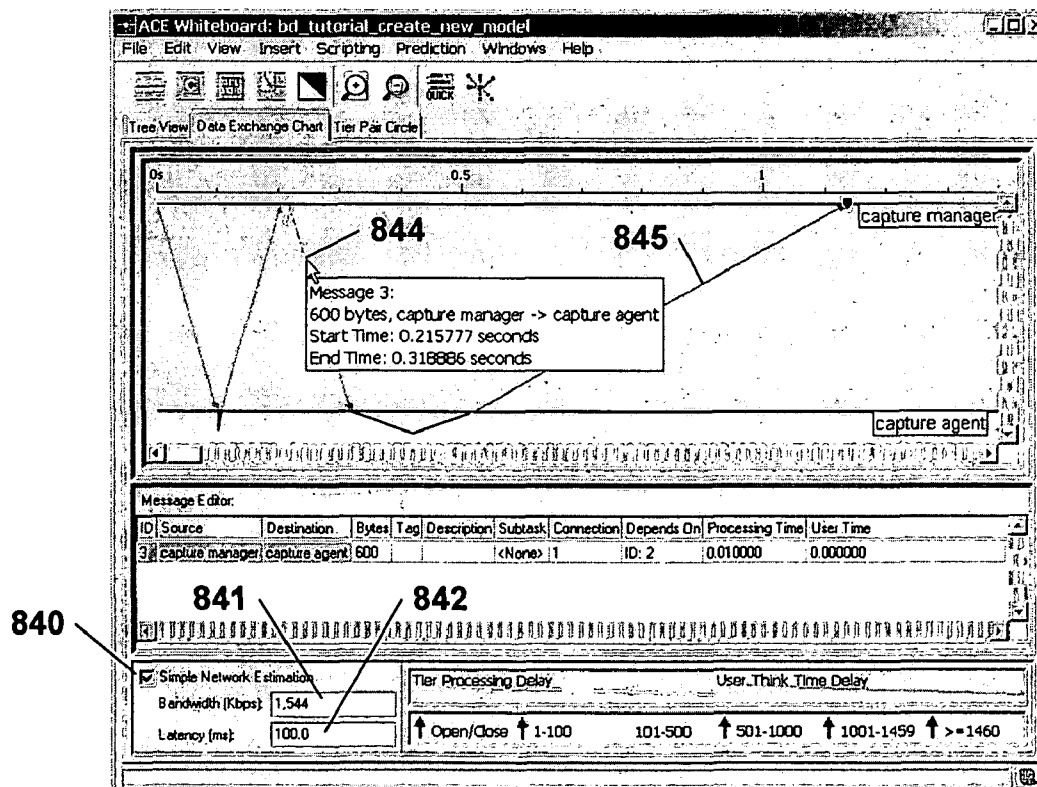 ACE Whiteboard: bd_tutorial_create_new_model
File Edit View Insert Scripting Prediction Windows Help
QUICK
Tree View Data Exchange Chart Tier Pair Circle
0s 0.5 1
capture manager
844 845
Message 3:
600 bytes, capture manager -> capture agent
Start Time: 0.215777 seconds
End Time: 0.318886 seconds
capture agent
Message Editor:
ID Source Destination Bytes Tag Description Subtask Connection Depends On Processing Time User Time
3 capture manager capture agent 600 <None> 1 ID: 2 0.010000 0.000000
840 841 842
Simple Network Estimation
Bandwidth (Kbps): 1,544
Latency (ms): 100.0
Tier Processing Delay User Think Time Delay
Open/Close 1-100 101-500 501-1000 1001-1459 >=1460